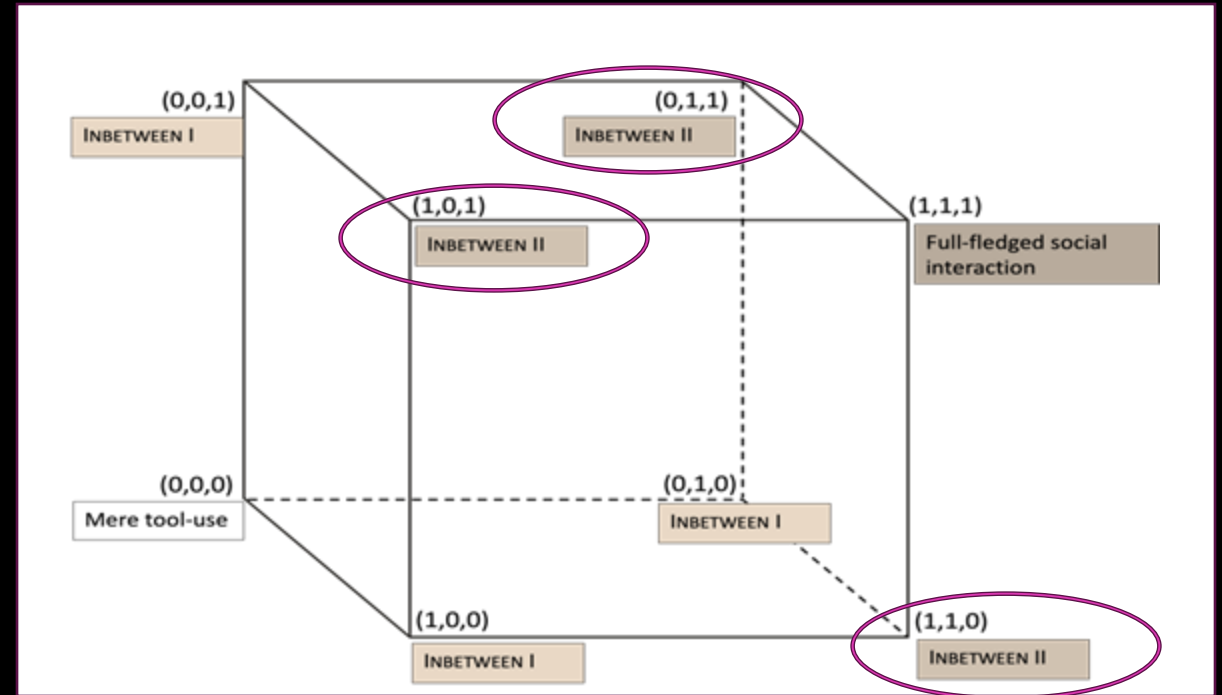 (0,0,1)
INBETWEEN I
(0,1,1)
INBETWEEN II
(1,0,1)
INBETWEEN II
(1,1,1)
Full-fledged social
interaction
(0,0,0)
Mere tool-use
(0,1,0)
INBETWEEN I
(1,0,0)
INBETWEEN I
(1,1,0)
INBETWEEN II